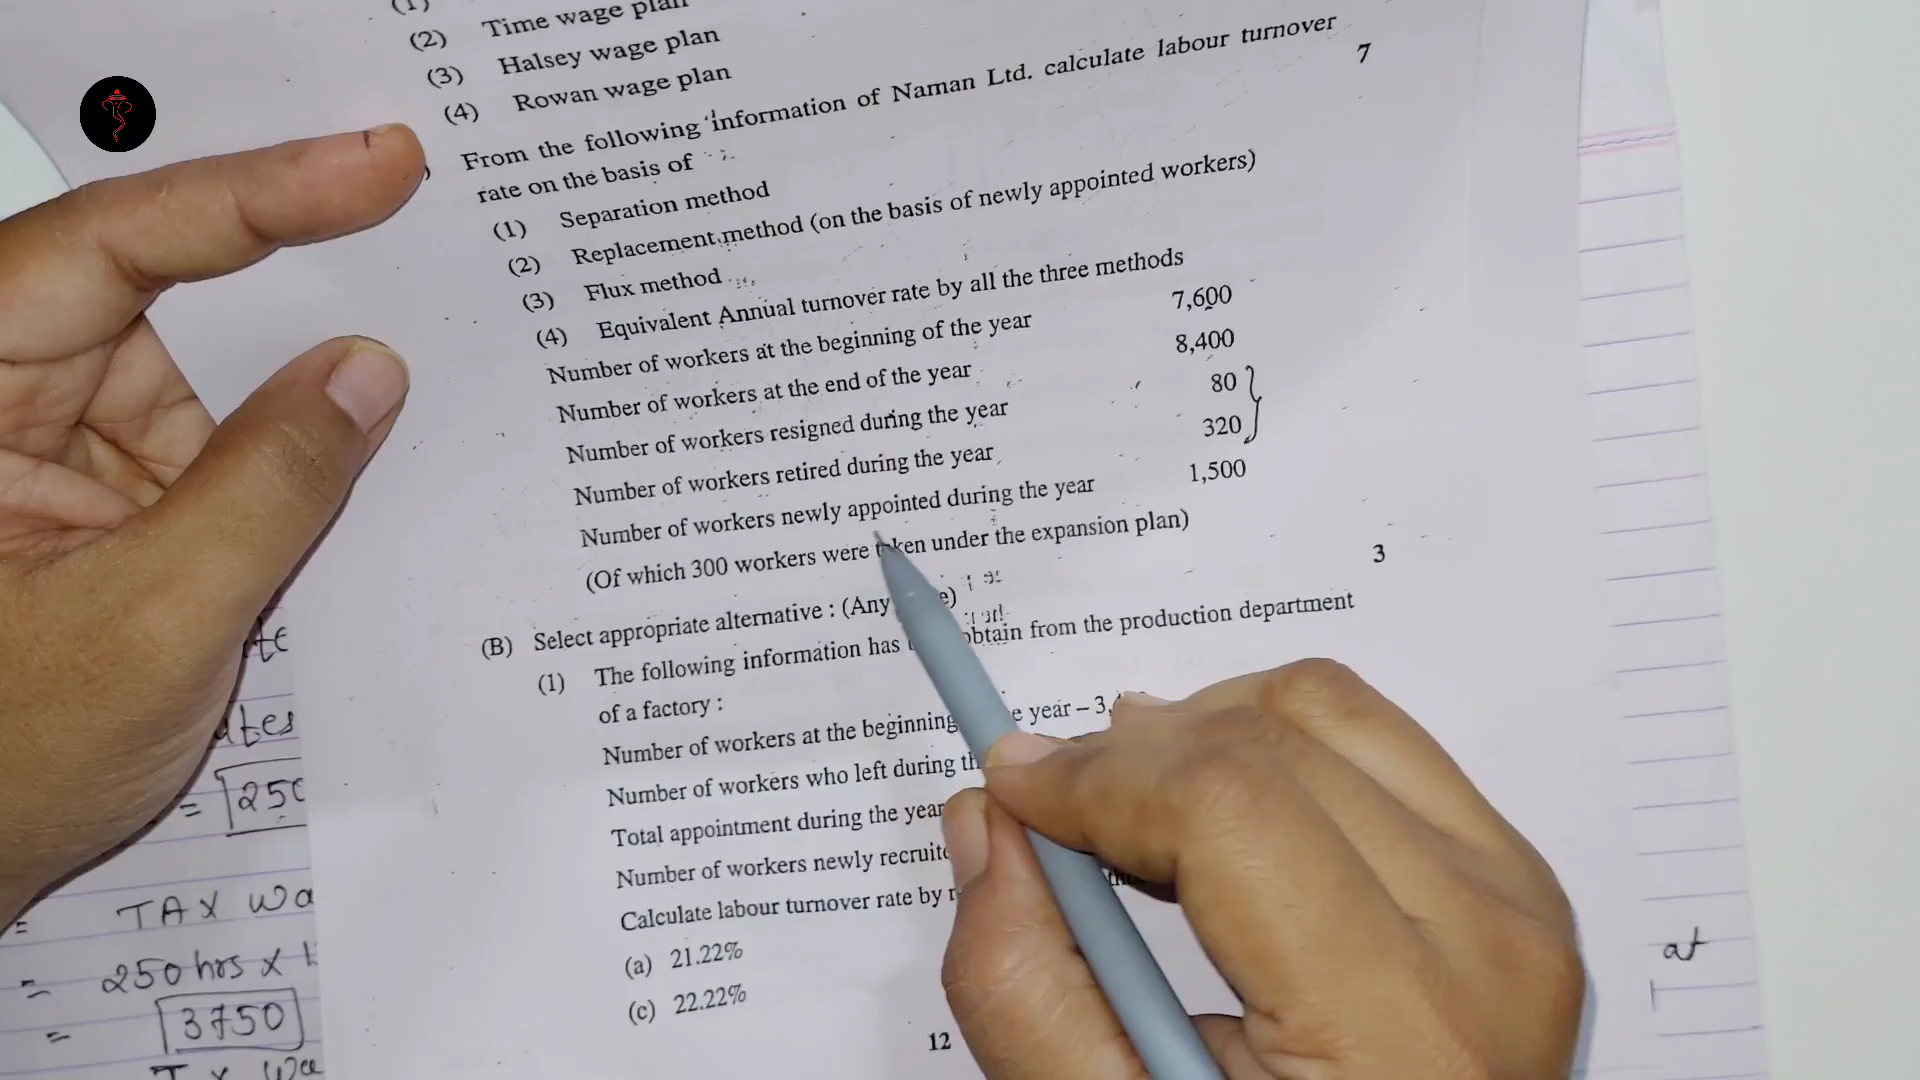 (1)
(2) Time wage plan
(3) Halsey wage plan
(4) Rowan wage plan
From the following information of Naman Ltd. calculate labour turnover 7
rate on the basis of
(1) Separation method
(2) Replacement method (on the basis of newly appointed workers)
(3) Flux method
(4) Equivalent Annual turnover rate by all the three methods
Number of workers at the beginning of the year 7,600
Number of workers at the end of the year 8,400
Number of workers resigned during the year 80
Number of workers retired during the year 320
Number of workers newly appointed during the year 1,500
(Of which 300 workers were taken under the expansion plan)
(B) Select appropriate alternative : (Any 3
(1) The following information has obtain from the production department
of a factory :
Number of workers at the beginning year – 3,
Number of workers who left during
Total appointment during the year
Number of workers newly
Calculate labour turnover rate by
(a) 21.22%
(c) 22.22%
12
= 250
= TAX
= 250 hrs ×
= 3750
at